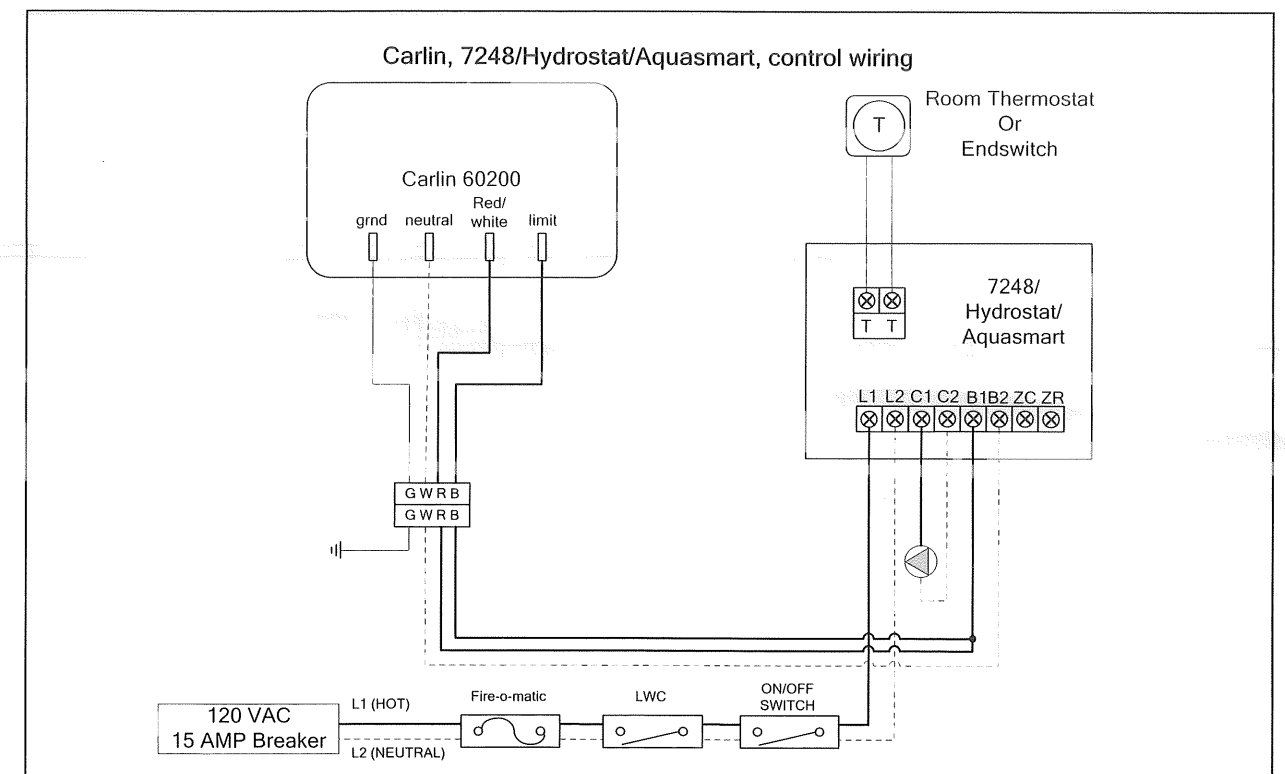 Carlin, 7248/Hydrostat/Aquasmart, control wiring
Room Thermostat
Or
Endswitch
T
Carlin 60200
grnd neutral Red/
white limit
7248/
Hydrostat/
Aquasmart
T T
L1 L2 C1 C2 B1 B2 ZC ZR
G W R B
G W R B
120 VAC
15 AMP Breaker
L1 (HOT)
L2 (NEUTRAL)
Fire-o-matic
LWC
ON/OFF
SWITCH